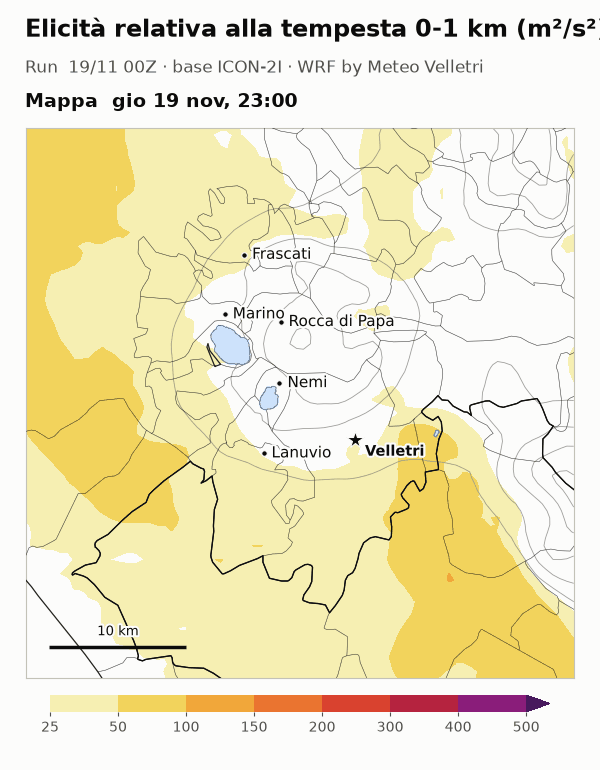 Elicità relativa alla tempesta 0-1 km (m²/s²)
Run  19/11 00Z · base ICON-2I · WRF by Meteo Velletri
Mappa  gio 19 nov, 23:00
Frascati
Marino
Rocca di Papa
Nemi
Velletri
Lanuvio
10 km
25 50 100 150 200 300 400 500